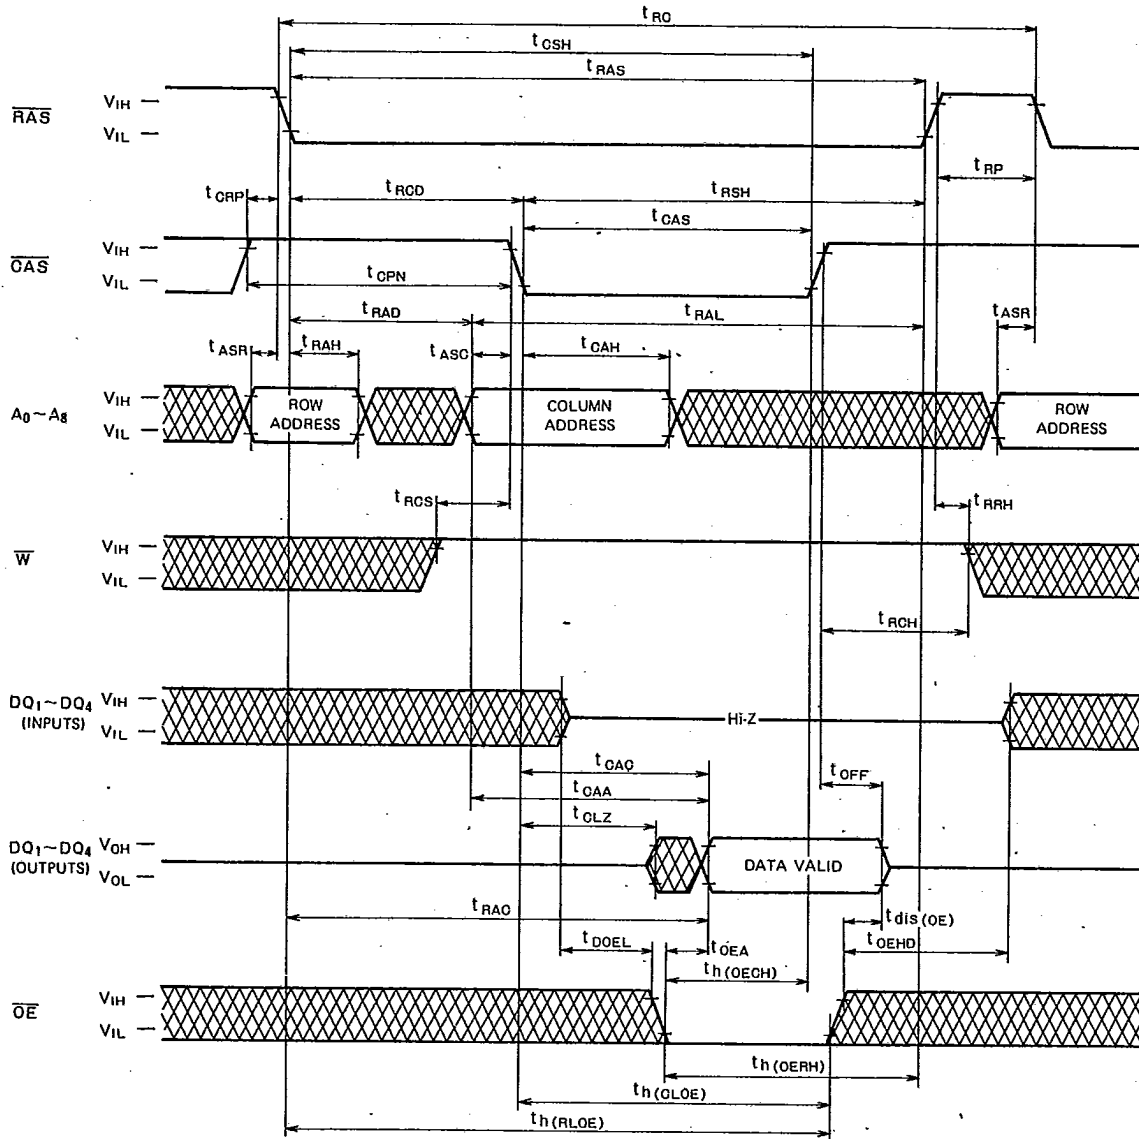 tRC
tCSH
tRAS
RAS
VIH
VIL
tRP
tCRP
tRCD
tRSH
tCAS
CAS
VIH
VIL
tCPN
tRAD
tRAL
tASR
tASR
tRAH
tASC
tCAH
A0~A8
VIH
VIL
ROW
ADDRESS
COLUMN
ADDRESS
ROW
ADDRESS
tRCS
tRRH
W
VIH
VIL
tRCH
DQ1~DQ4
(INPUTS)
VIH
VIL
Hi-Z
tCAC
tOFF
tCAA
tCLZ
DQ1~DQ4
(OUTPUTS)
VOH
VOL
DATA VALID
tRAC
tdis(OE)
tDOEL
tOEA
tOEHD
th(OECH)
OE
VIH
VIL
th(OERH)
th(CLOE)
th(RLOE)